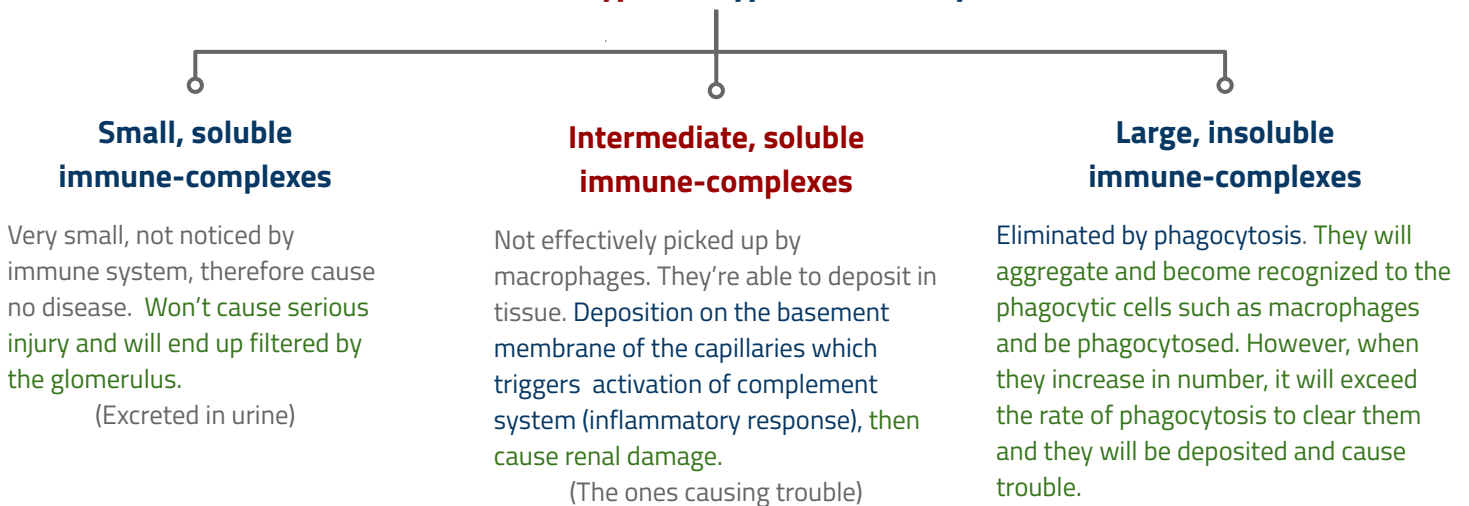 Small, soluble
immune-complexes
Very small, not noticed by
immune system, therefore cause
no disease. Won't cause serious
injury and will end up filtered by
the glomerulus.
(Excreted in urine)
Intermediate, soluble
immune-complexes
Not effectively picked up by
macrophages. They're able to deposit in
tissue. Deposition on the basement
membrane of the capillaries which
triggers activation of complement
system (inflammatory response), then
cause renal damage.
(The ones causing trouble)
Large, insoluble
immune-complexes
Eliminated by phagocytosis. They will
aggregate and become recognized to the
phagocytic cells such as macrophages
and be phagocytosed. However, when
they increase in number, it will exceed
the rate of phagocytosis to clear them
and they will be deposited and cause
trouble.